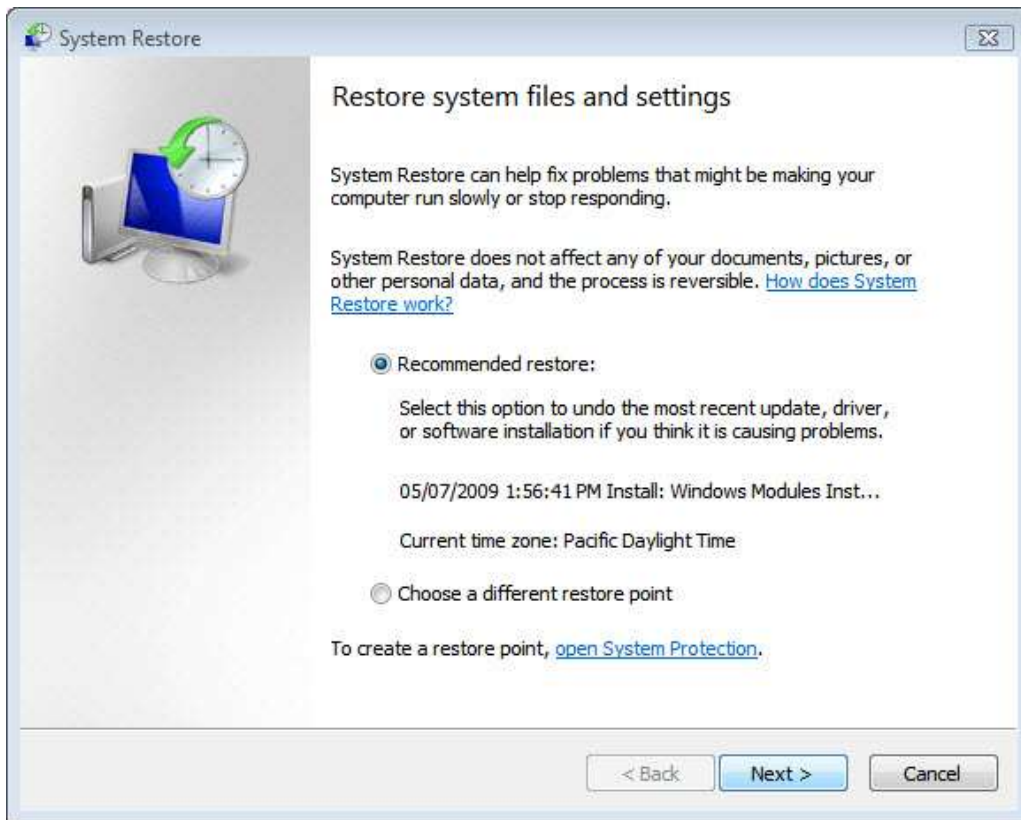 System Restore
Restore system files and settings
System Restore can help fix problems that might be making your
computer run slowly or stop responding.
System Restore does not affect any of your documents, pictures, or
other personal data, and the process is reversible. How does System
Restore work?
Recommended restore:
Select this option to undo the most recent update, driver,
or software installation if you think it is causing problems.
05/07/2009 1:56:41 PM Install: Windows Modules Inst...
Current time zone: Pacific Daylight Time
Choose a different restore point
To create a restore point, open System Protection.
< Back Next > Cancel